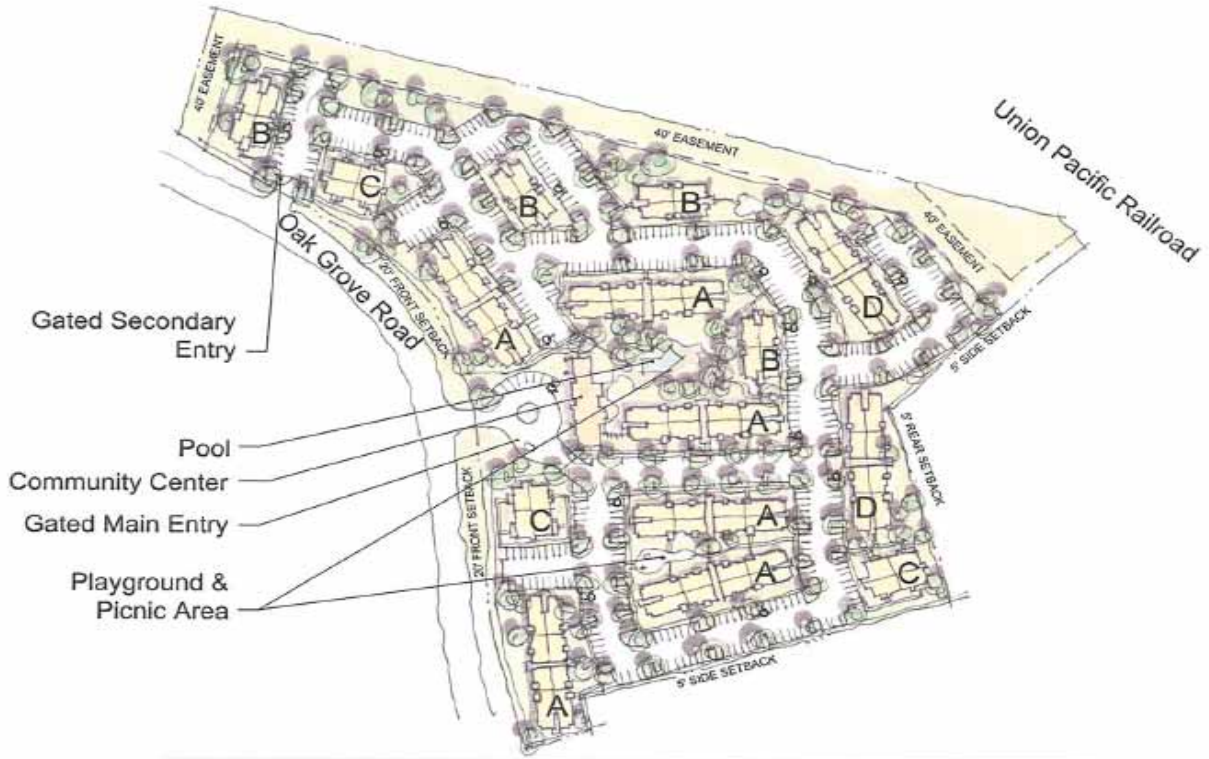 40' EASEMENT
B
C
B
40' EASEMENT
B
Union Pacific Railroad
40' EASEMENT
Oak Grove Road
20' FRONT SETBACK
A
A
D
B
5' SIDE SETBACK
Gated Secondary
Entry
Pool
Community Center
Gated Main Entry
Playground &
Picnic Area
A
5' REAR SETBACK
20' FRONT SETBACK
C
A
D
A
C
A
5' SIDE SETBACK